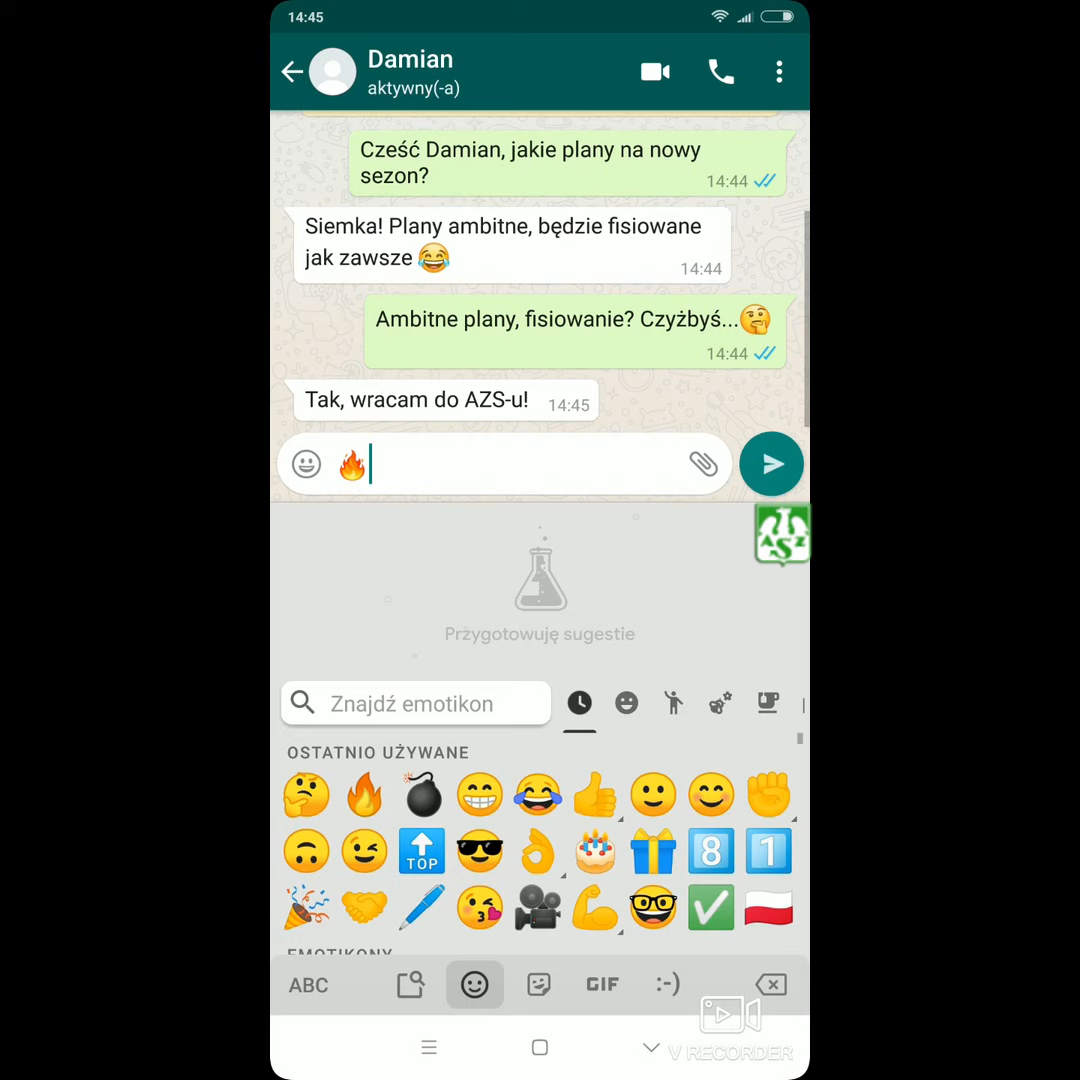 14:45
Damian
aktywny(-a)
Cześć Damian, jakie plany na nowy
sezon?
14:44
Siemka! Plany ambitne, będzie fisiowane
jak zawsze 😂
14:44
Ambitne plany, fisiowanie? Czyżbyś...🤔
14:44
Tak, wracam do AZS-u!
14:45
🔥
AZS
Przygotowuję sugestie
Znajdź emotikon
OSTATNIO UŻYWANE
TOP
8
1
EMOTIKONY
ABC
GIF
:-)
V RECORDER